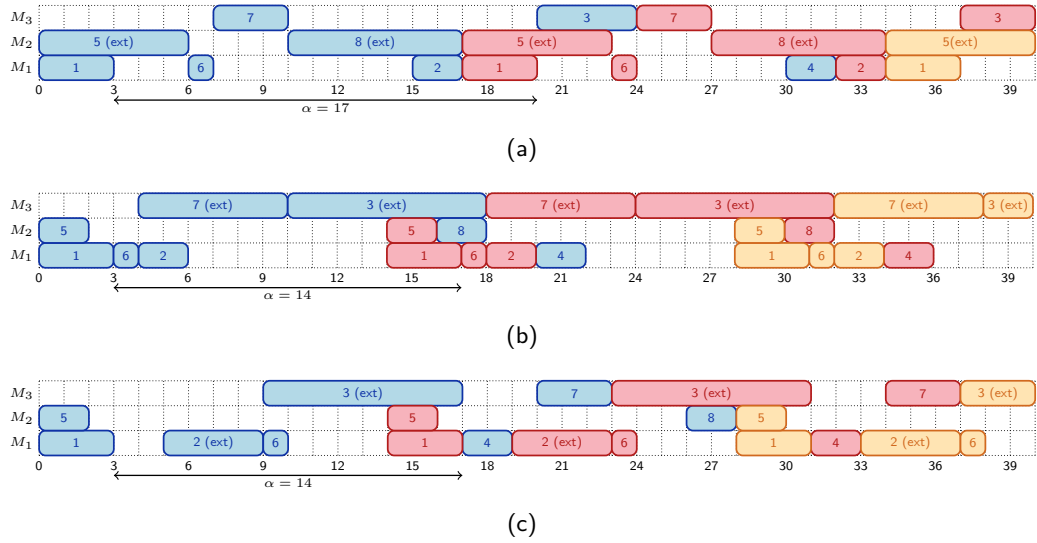 M3 7 3 7 3
M2 5 (ext) 8 (ext) 5 (ext) 8 (ext) 5(ext)
M1 1 6 2 1 6 4 2 1
0 3 6 9 12 15 18 21 24 27 30 33 36 39
α = 17
(a)
M3 7 (ext) 3 (ext) 7 (ext) 3 (ext) 7 (ext) 3 (ext)
M2 5 5 8 5 8
M1 1 6 2 1 6 2 4 1 6 2 4
0 3 6 9 12 15 18 21 24 27 30 33 36 39
α = 14
(b)
M3 3 (ext) 7 3 (ext) 7 3 (ext)
M2 5 5 8 5
M1 1 2 (ext) 6 1 4 2 (ext) 6 1 4 2 (ext) 6
0 3 6 9 12 15 18 21 24 27 30 33 36 39
α = 14
(c)